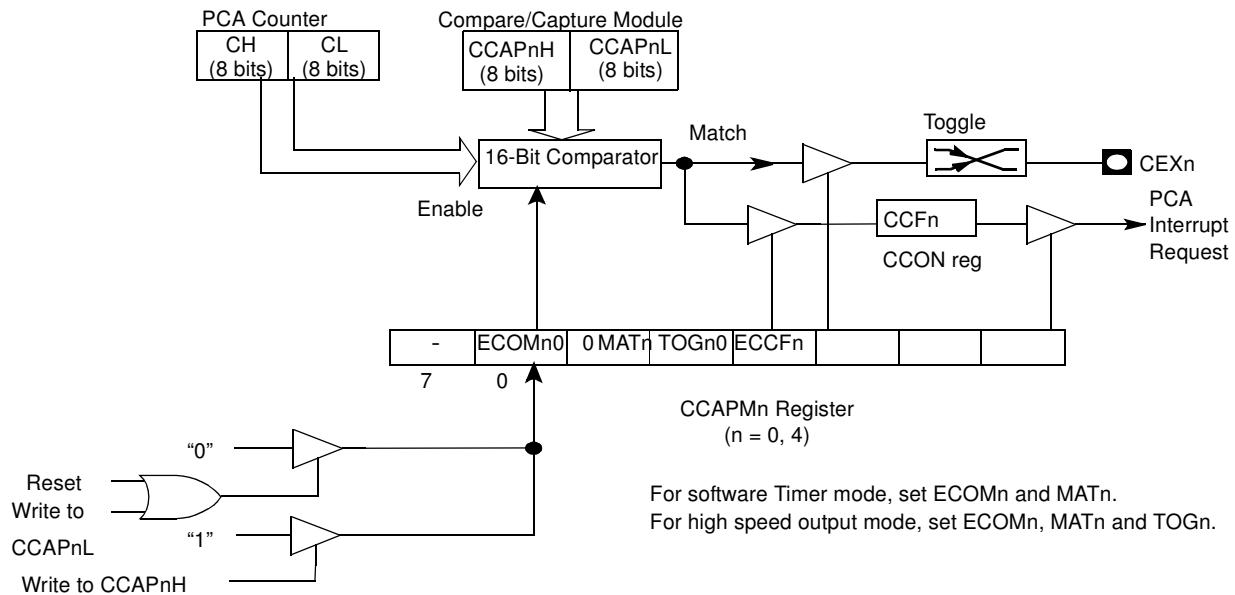 PCA Counter
CH
(8 bits)
CL
(8 bits)
Compare/Capture Module
CCAPnH
(8 bits)
CCAPnL
(8 bits)
16-Bit Comparator
Match
Toggle
CEXn
Enable
CCFn
CCON reg
PCA
Interrupt
Request
- ECOMn0 0 MATn TOGn0 ECCFn
7 0
CCAPMn Register
(n = 0, 4)
“0”
Reset
Write to
CCAPnL
“1”
Write to CCAPnH
For software Timer mode, set ECOMn and MATn.
For high speed output mode, set ECOMn, MATn and TOGn.